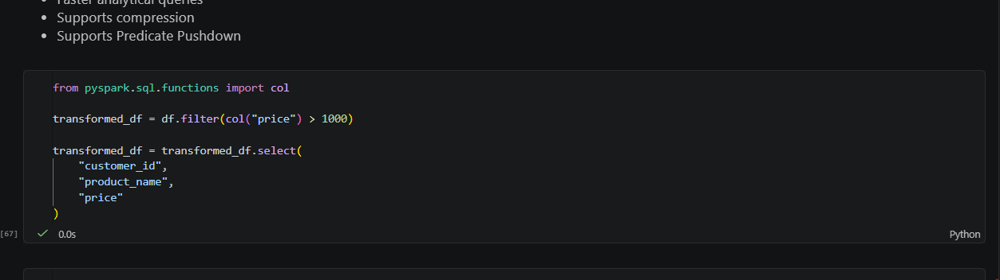 Faster analytical queries
Supports compression
Supports Predicate Pushdown
from pyspark.sql.functions import col
transformed_df = df.filter(col("price") > 1000)
transformed_df = transformed_df.select(
"customer_id",
"product_name",
"price"
)
[67]
0.0s
Python